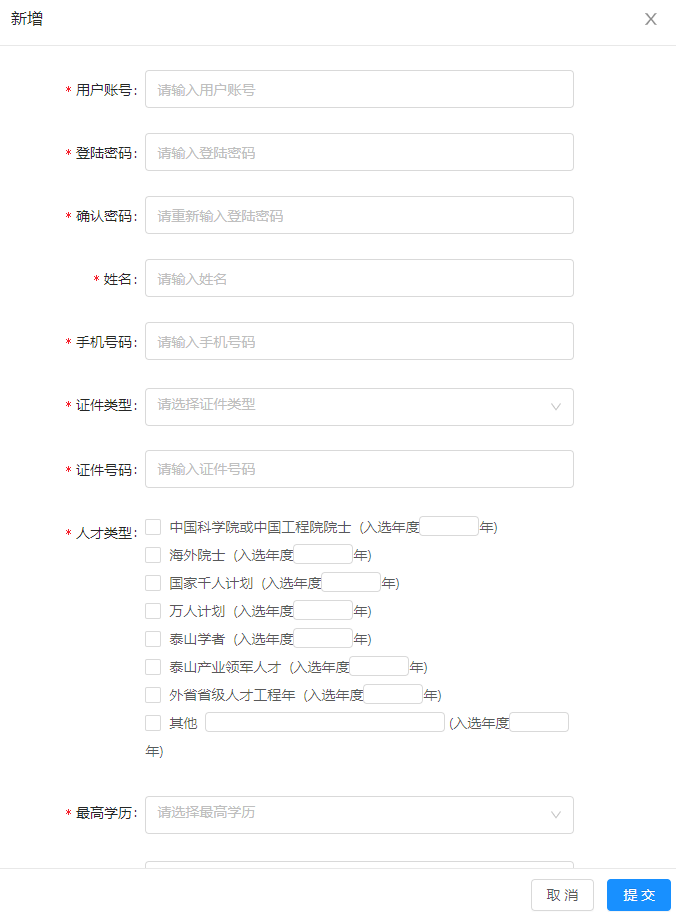 新增
* 用户账号: 请输入用户账号
* 登陆密码: 请输入登陆密码
* 确认密码: 请重新输入登陆密码
* 姓名: 请输入姓名
* 手机号码: 请输入手机号码
* 证件类型: 请选择证件类型
* 证件号码: 请输入证件号码
* 人才类型: 中国科学院或中国工程院院士 (入选年度 年)
海外院士 (入选年度 年)
国家千人计划 (入选年度 年)
万人计划 (入选年度 年)
泰山学者 (入选年度 年)
泰山产业领军人才 (入选年度 年)
外省省级人才工程年 (入选年度 年)
其他 (入选年度
年)
* 最高学历: 请选择最高学历
取 消 提 交